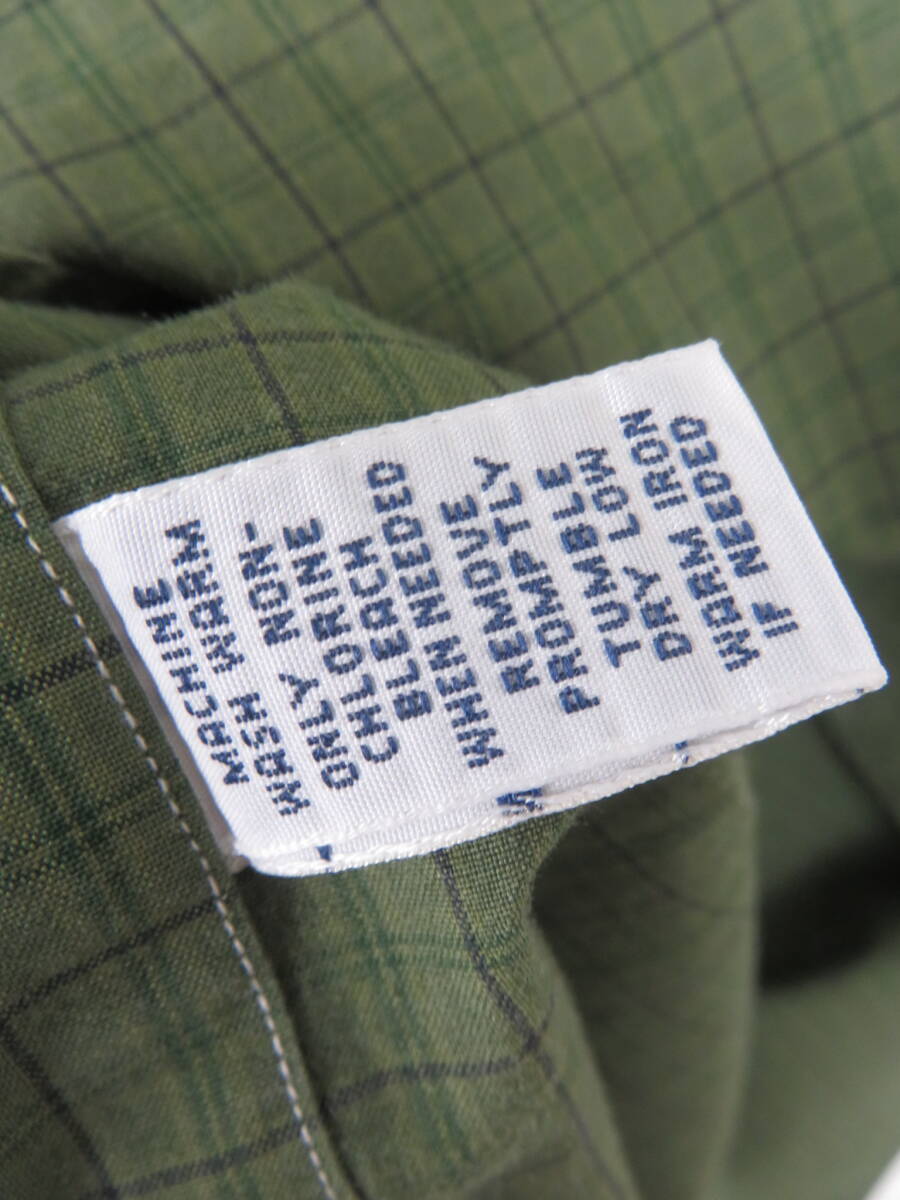 MACHINE
WASH WARM
ONLY NON-
CHLORINE
BLEACH
WHEN NEEDED
REMOVE
PROMPTLY
TUMBLE
DRY LOW
WARM IRON
IF NEEDED
W